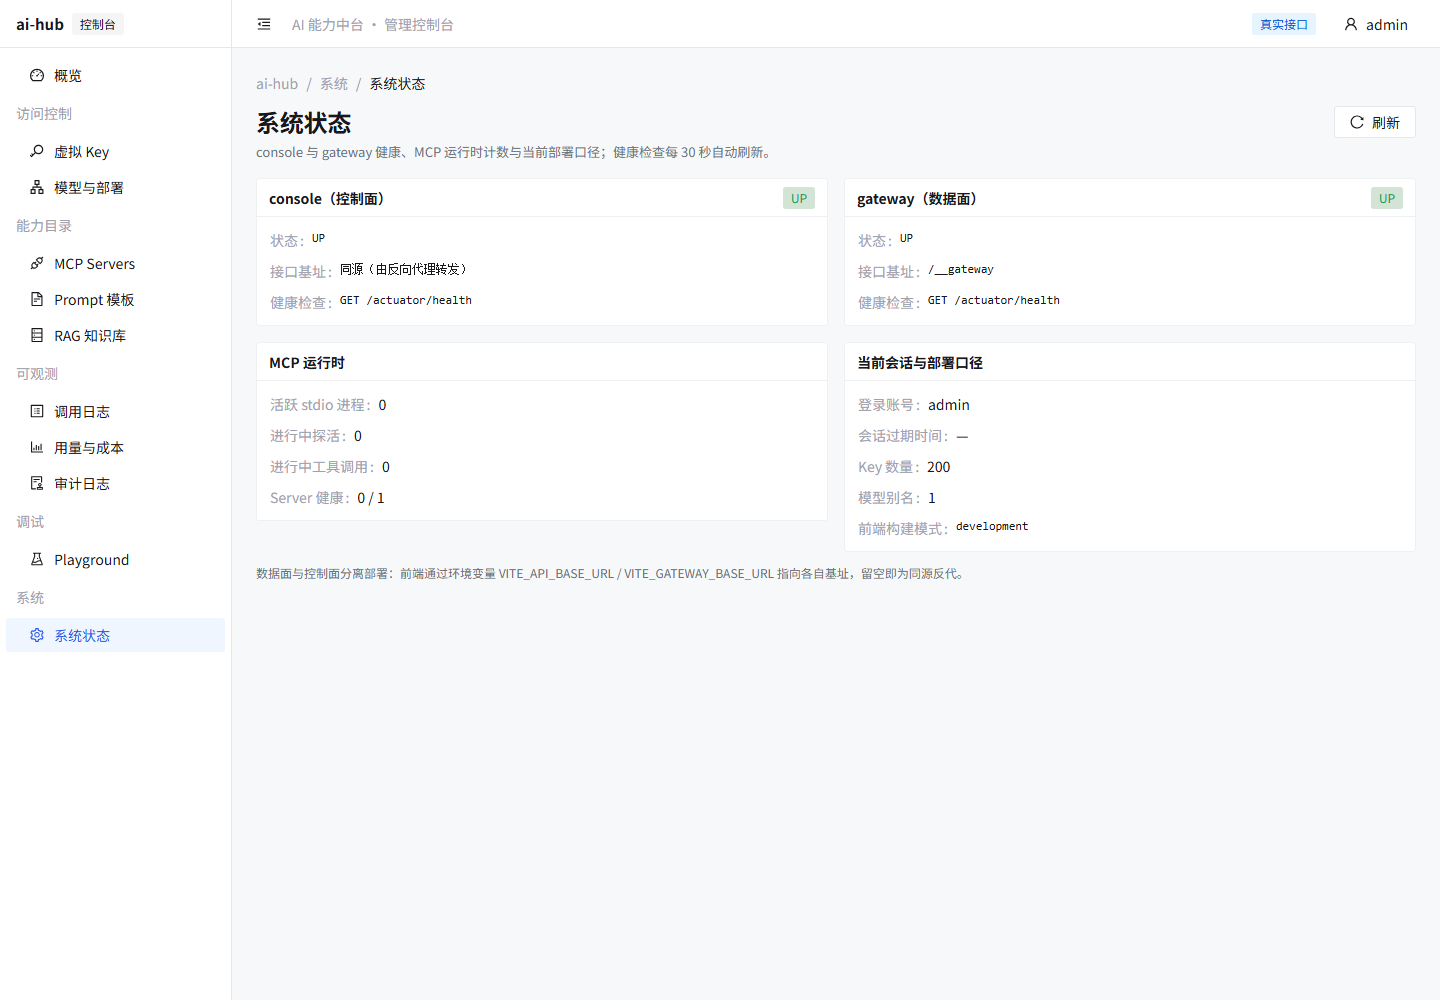 ai-hub 控制台
AI 能力中台 • 管理控制台
真实接口
admin
概览
访问控制
虚拟 Key
模型与部署
能力目录
MCP Servers
Prompt 模板
RAG 知识库
可观测
调用日志
用量与成本
审计日志
调试
Playground
系统
系统状态
ai-hub / 系统 / 系统状态
系统状态
刷新
console 与 gateway 健康、MCP 运行时计数与当前部署口径；健康检查每 30 秒自动刷新。
console（控制面） UP
状态： UP
接口基址： 同源（由反向代理转发）
健康检查： GET /actuator/health
gateway（数据面） UP
状态： UP
接口基址： /__gateway
健康检查： GET /actuator/health
MCP 运行时
活跃 stdio 进程： 0
进行中探活： 0
进行中工具调用： 0
Server 健康： 0 / 1
当前会话与部署口径
登录账号： admin
会话过期时间： —
Key 数量： 200
模型别名： 1
前端构建模式： development
数据面与控制面分离部署：前端通过环境变量 VITE_API_BASE_URL / VITE_GATEWAY_BASE_URL 指向各自基址，留空即为同源反代。